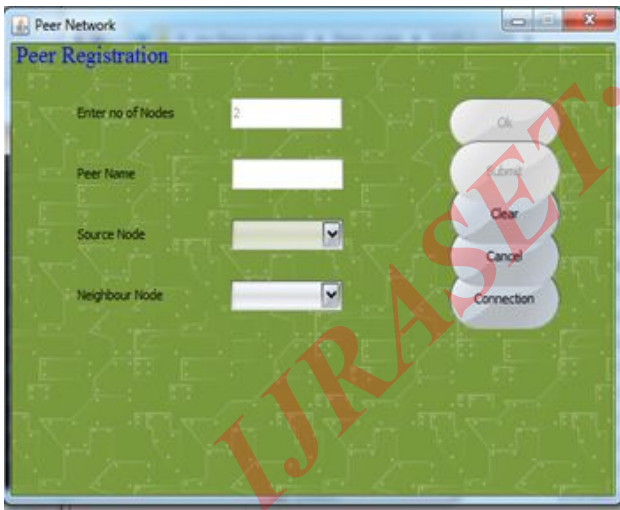 Peer Network
Peer Registration
Enter no of Nodes 2
Peer Name
Source Node
Neighbour Node
Ok
Submit
Clear
Cancel
Connection
IJRASET.